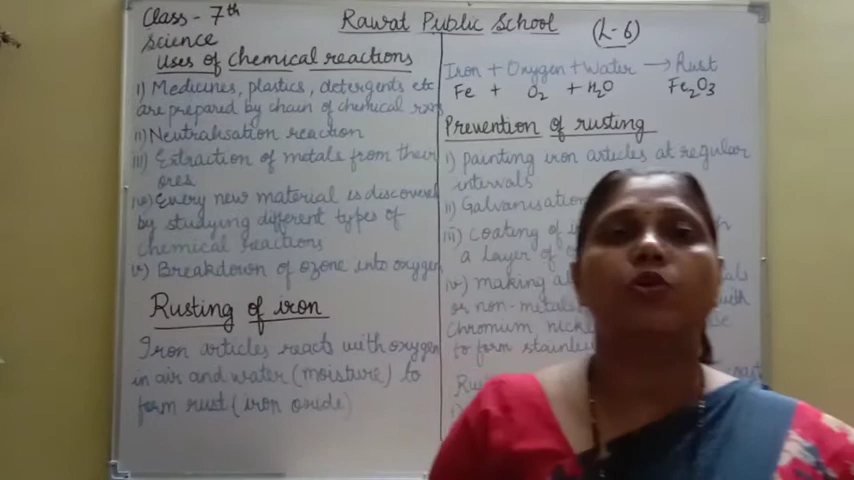 Class - 7th
Science
Rawat Public School
(L-6)
Uses of Chemical reactions
i) Medicines, plastics, detergents etc
are prepared by chain of chemical rxns
ii) Neutralisation reaction
iii) Extraction of metals from their
ores
iv) Every new material is discovered
by studying different types of
chemical reactions
v) Breakdown of ozone into oxygen
Rusting of iron
Iron articles reacts with oxygen
in air and water (moisture) to
form rust (iron oxide)
Iron + Oxygen + Water → Rust
Fe + O2 + H2O Fe2O3
Prevention of rusting
i) painting iron articles at regular
intervals
ii) Galvanisation
iii) coating of
a layer of
iv) making
or non-metals with
Chromium nickel
to form stainless